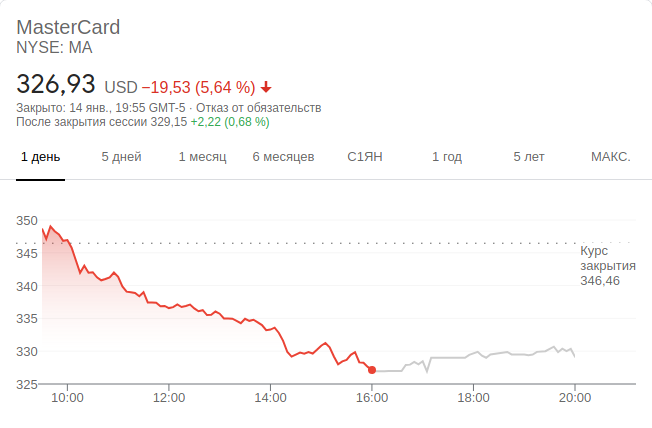 MasterCard
NYSE: MA
326,93 USD −19,53 (5,64 %)
Закрыто: 14 янв., 19:55 GMT-5 · Отказ от обязательств
После закрытия сессии 329,15 +2,22 (0,68 %)
1 день 5 дней 1 месяц 6 месяцев С1ЯН 1 год 5 лет МАКС.
350
345
340
335
330
325
Курс
закрытия
346,46
10:00 12:00 14:00 16:00 18:00 20:00